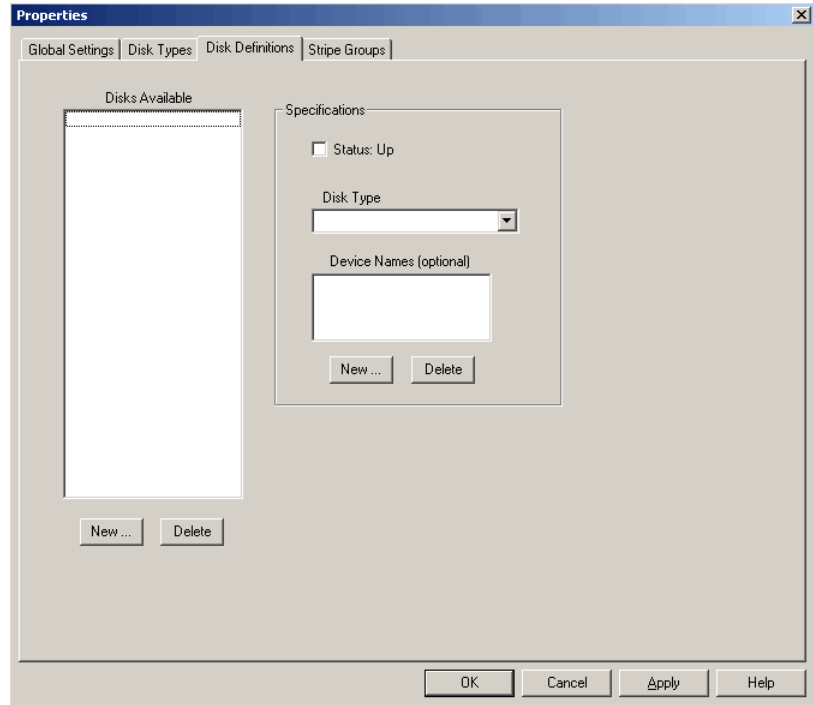 Properties
Global Settings Disk Types Disk Definitions Stripe Groups
Disks Available
Specifications
Status: Up
Disk Type
Device Names (optional)
New ... Delete
New ... Delete
OK Cancel Apply Help